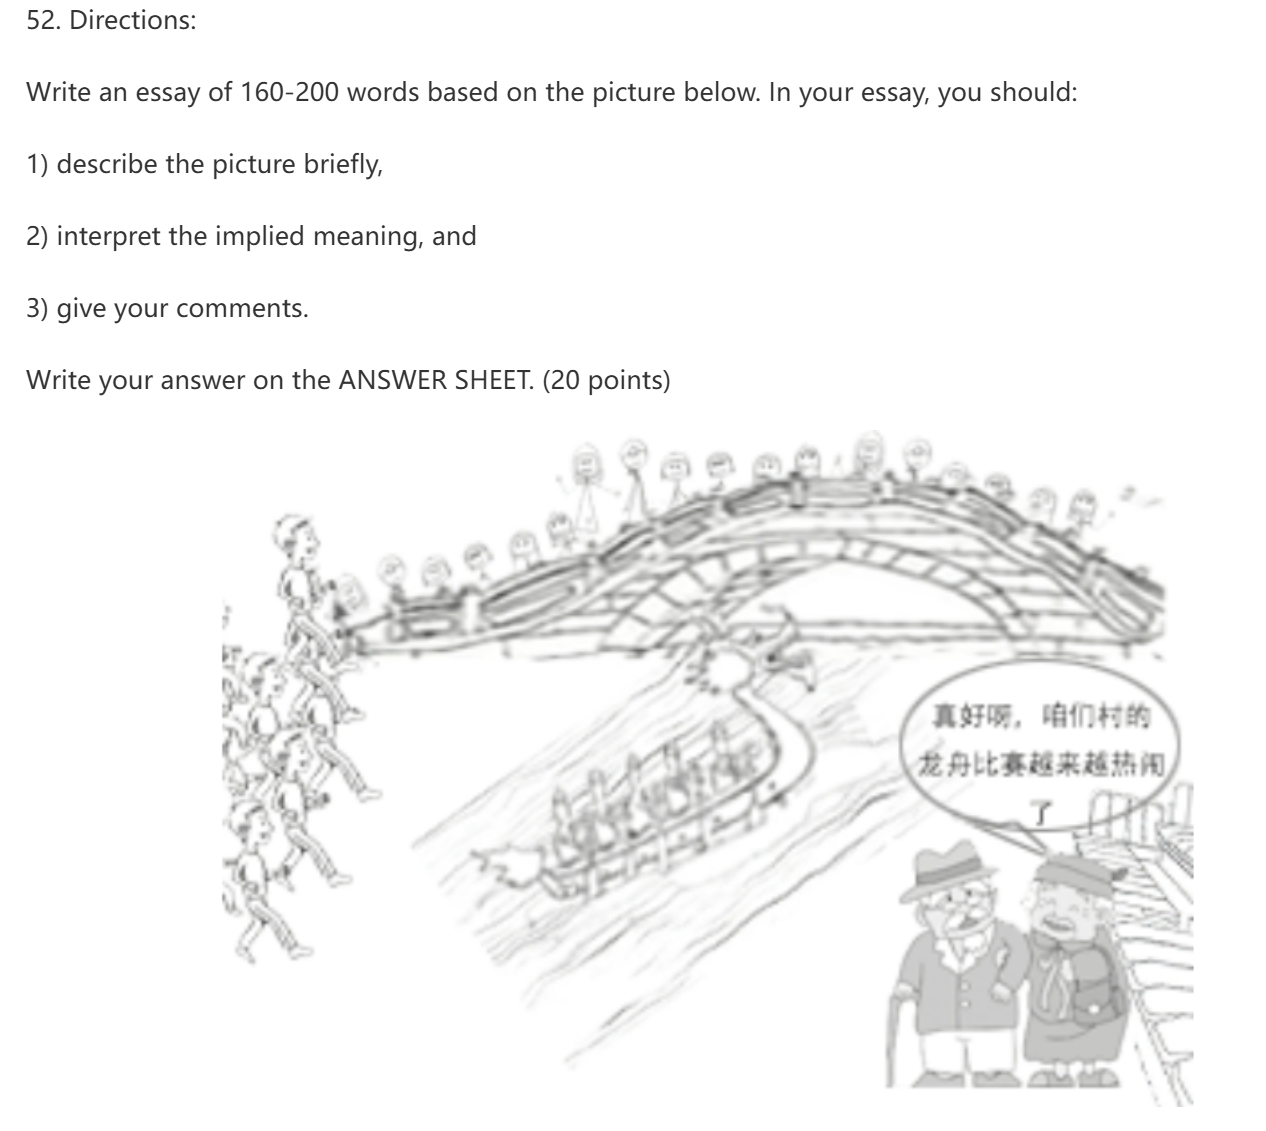 52. Directions:
Write an essay of 160-200 words based on the picture below. In your essay, you should:
1) describe the picture briefly,
2) interpret the implied meaning, and
3) give your comments.
Write your answer on the ANSWER SHEET. (20 points)
真好呀，咱们村的
龙舟比赛越来越热闹
了